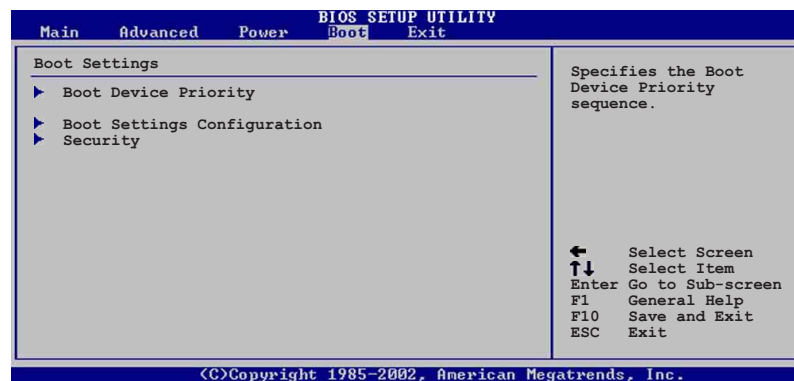 BIOS SETUP UTILITY
Main Advanced Power Boot Exit
Boot Settings
Boot Device Priority
Boot Settings Configuration
Security
Specifies the Boot
Device Priority
sequence.
Select Screen
Select Item
Enter Go to Sub-screen
F1 General Help
F10 Save and Exit
ESC Exit
(C)Copyright 1985-2002, American Megatrends, Inc.